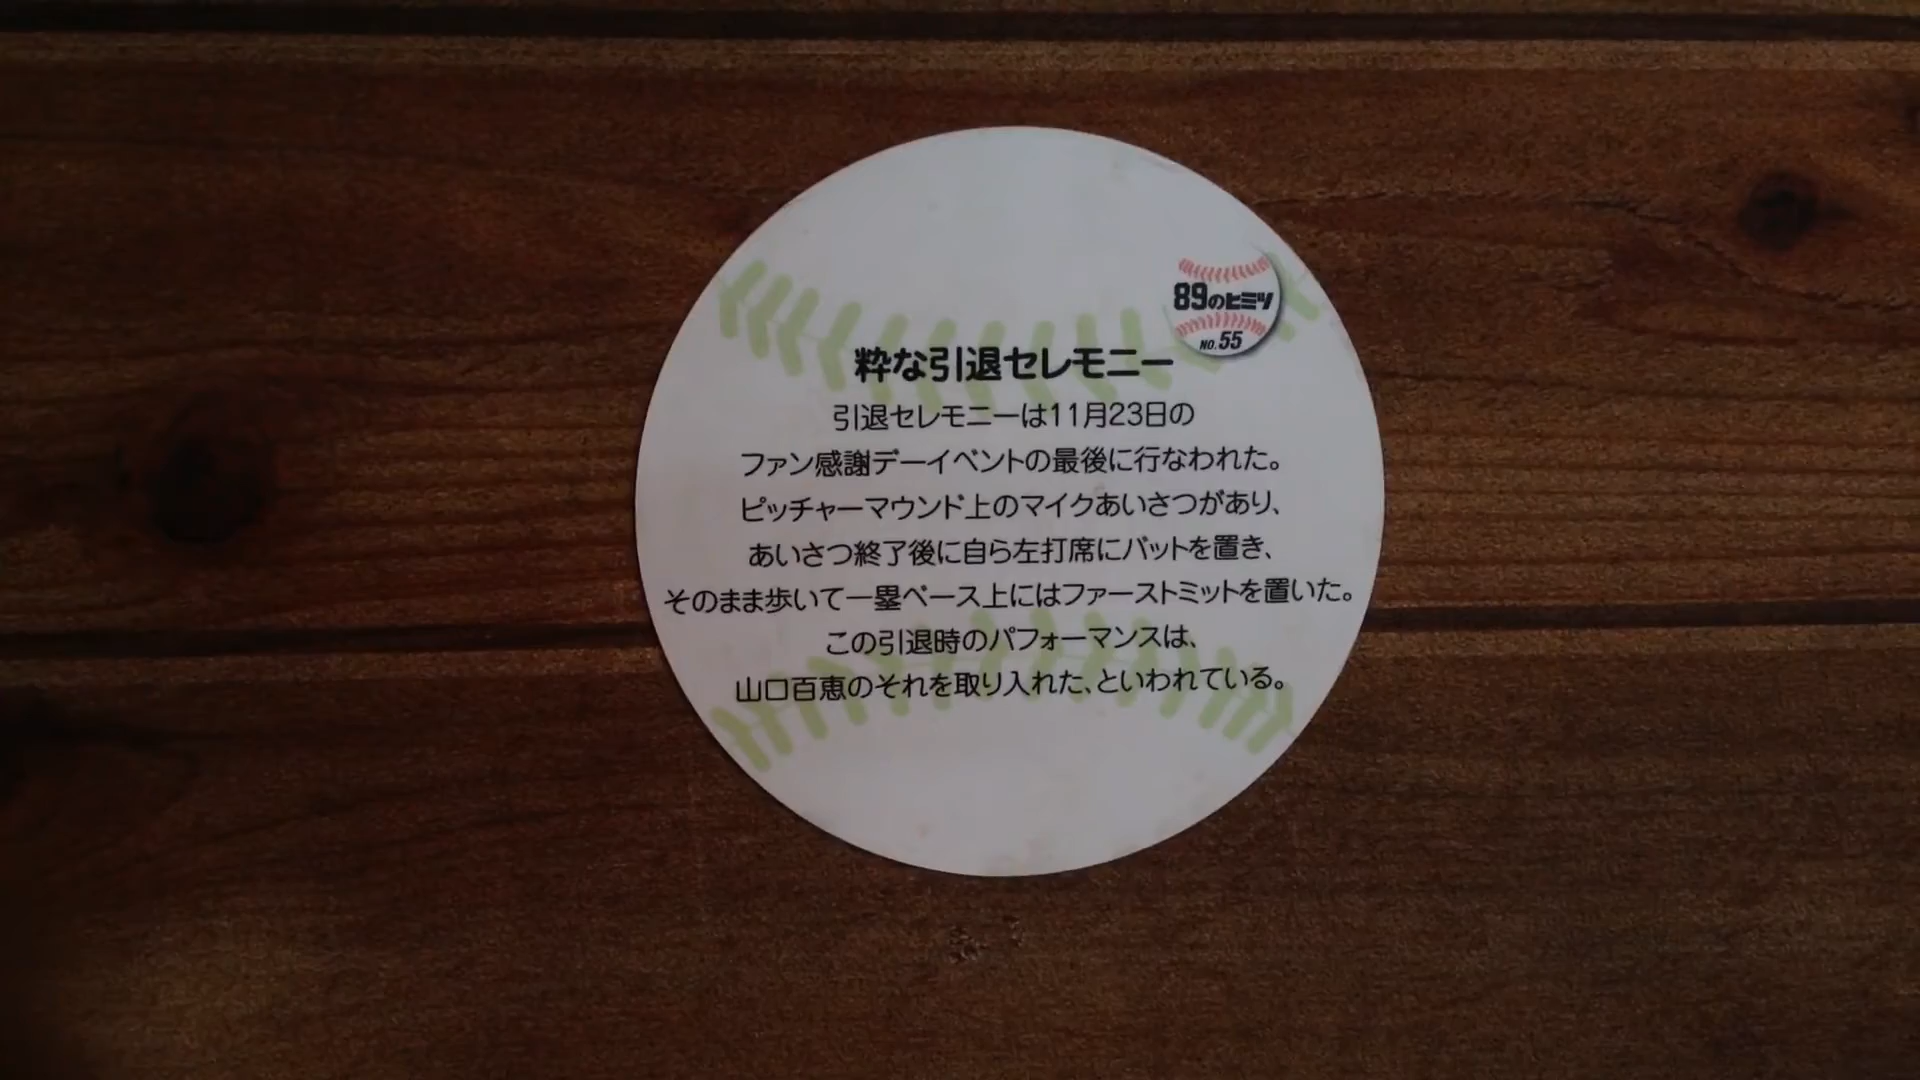 89のヒミツ
NO.55
粋な引退セレモニー
引退セレモニーは11月23日の
ファン感謝デーイベントの最後に行なわれた。
ピッチャーマウンド上のマイクあいさつがあり、
あいさつ終了後に自ら左打席にバットを置き、
そのまま歩いて一塁ベース上にはファーストミットを置いた。
この引退時のパフォーマンスは、
山口百恵のそれを取り入れた、といわれている。